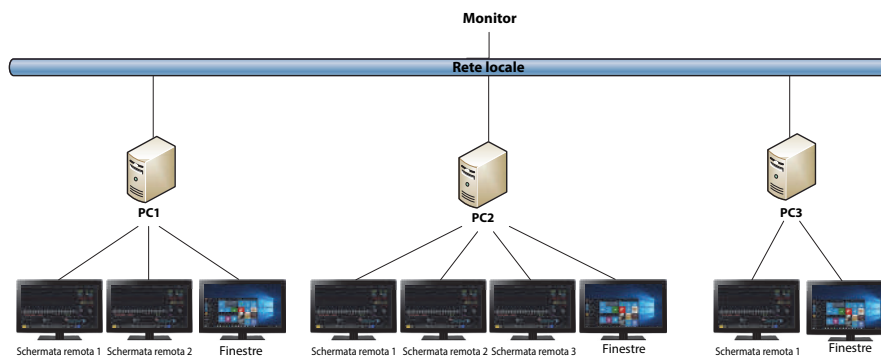 Monitor
Rete locale
PC1
PC2
PC3
Schermata remota 1
Schermata remota 2
Finestre
Schermata remota 1
Schermata remota 2
Schermata remota 3
Finestre
Schermata remota 1
Finestre